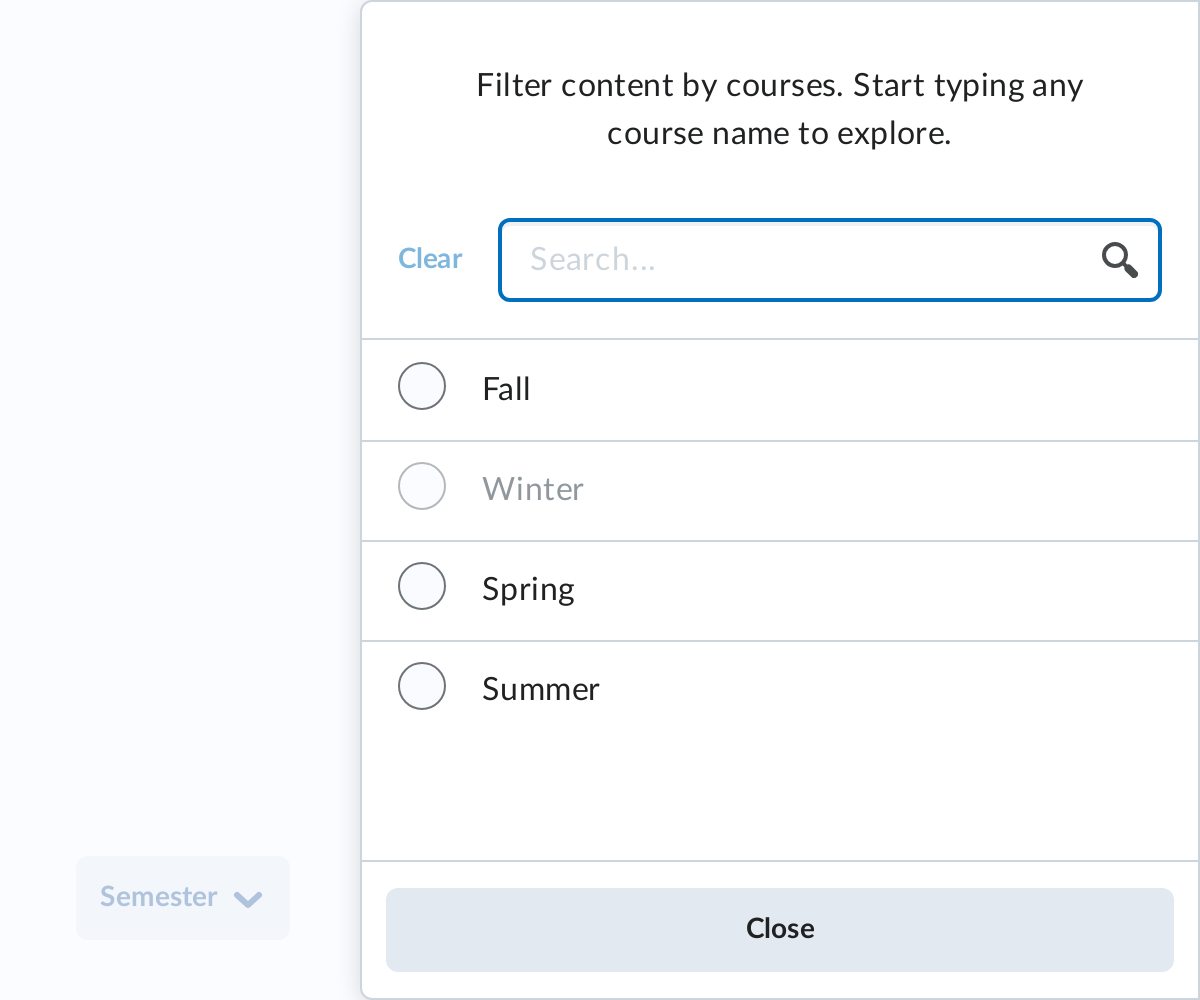 Filter content by courses. Start typing any
course name to explore.
Clear
Search...
Fall
Winter
Spring
Summer
Semester
Close